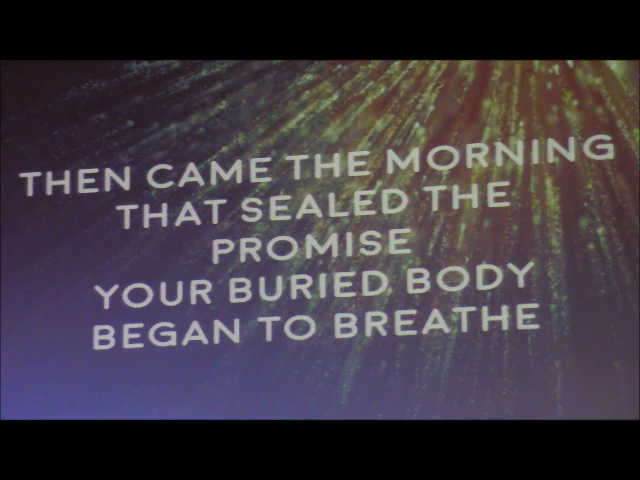 THEN CAME THE MORNING
THAT SEALED THE
PROMISE
YOUR BURIED BODY
BEGAN TO BREATHE